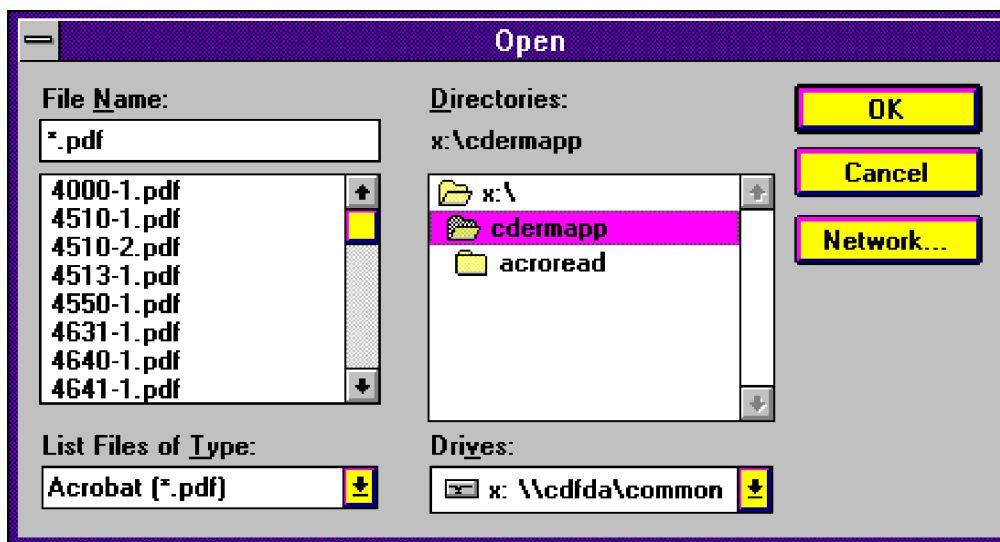 Open
File Name:
*.pdf
4000-1.pdf
4510-1.pdf
4510-2.pdf
4513-1.pdf
4550-1.pdf
4631-1.pdf
4640-1.pdf
4641-1.pdf
List Files of Type:
Acrobat (*.pdf)
Directories:
x:\cdermapp
x:\
cdermapp
acroread
Drives:
x: \\cdfda\common
OK
Cancel
Network...